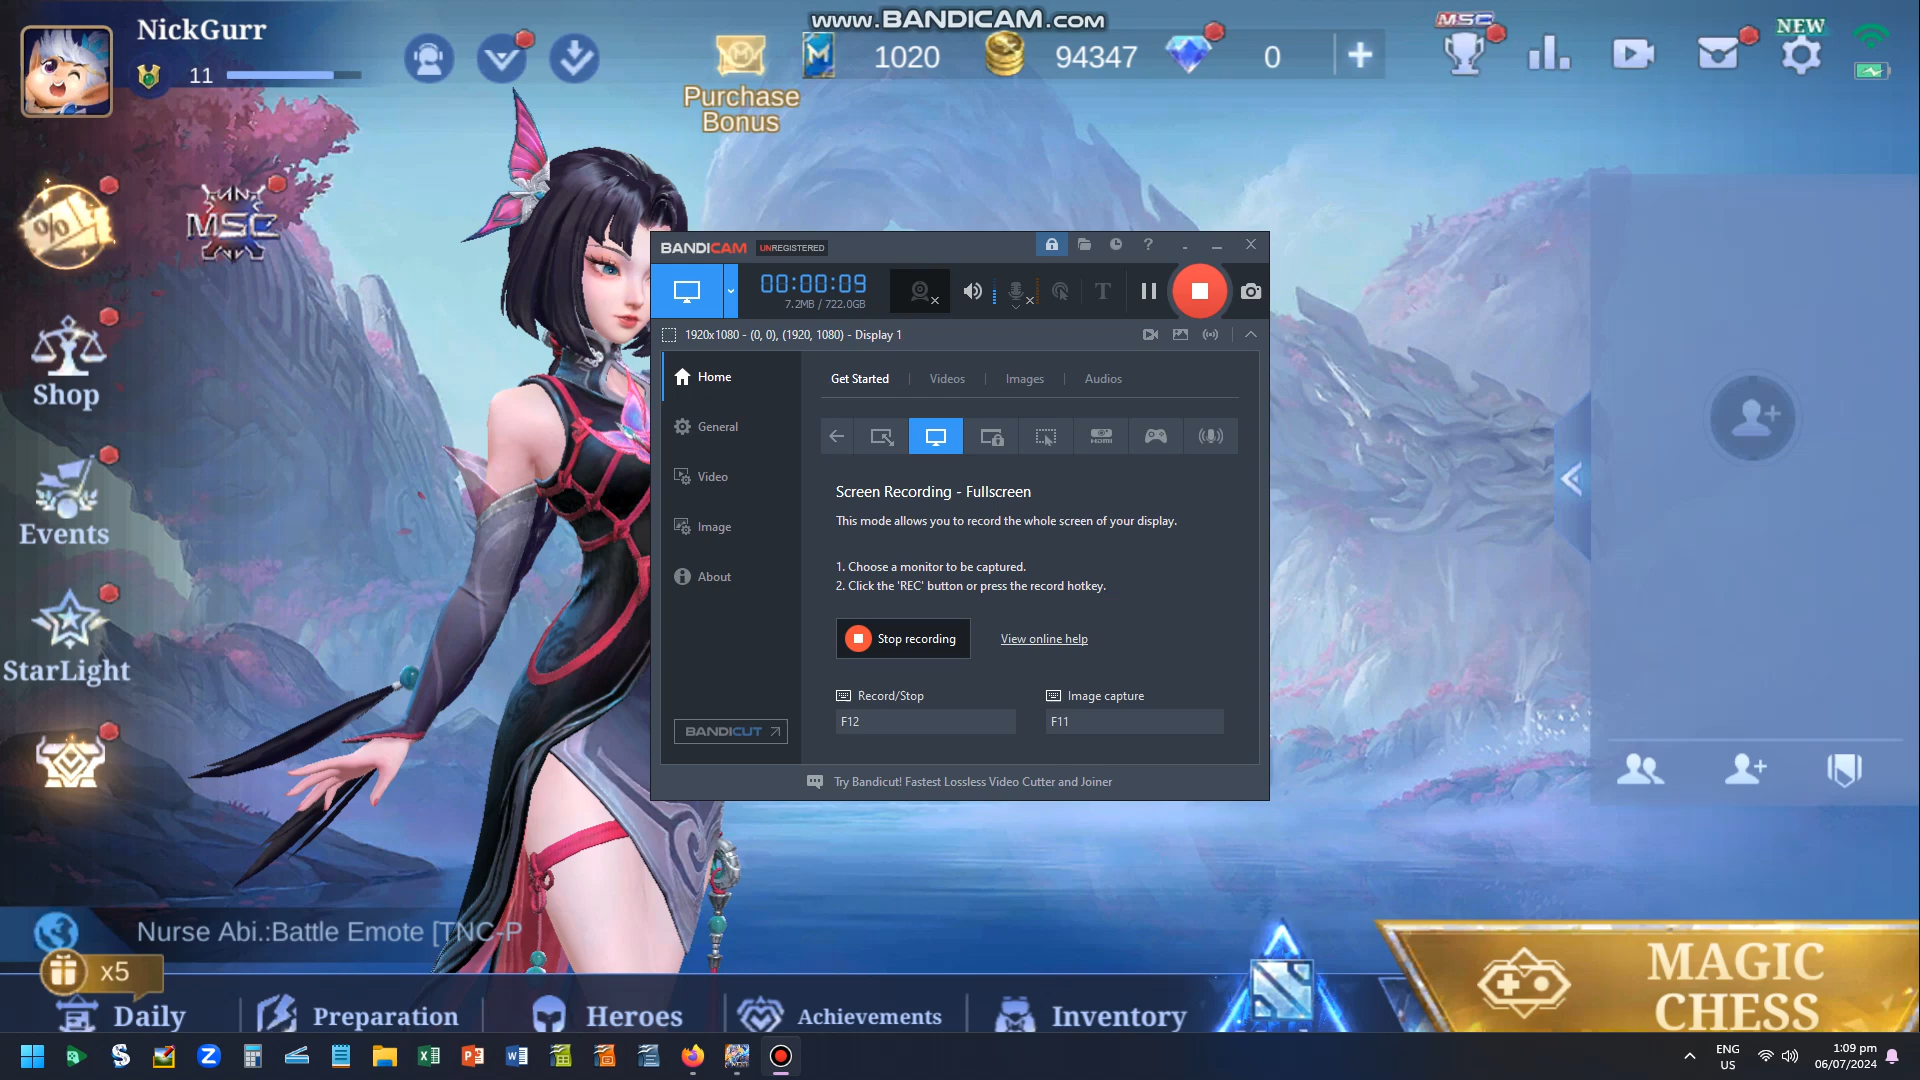 www.BANDICAM.com
NickGurr
11
Purchase
Bonus
1020
94347
0
MSC
NEW
%
MSC
Shop
Events
StarLight
BANDICAM UNREGISTERED
?
00:00:09
7.2MB / 722.0GB
T
1920x1080 - (0, 0), (1920, 1080) - Display 1
Home
General
Video
Image
About
BANDICUT
Get Started
Videos
Images
Audios
HDMI
Screen Recording - Fullscreen
This mode allows you to record the whole screen of your display.
1. Choose a monitor to be captured.
2. Click the 'REC' button or press the record hotkey.
Stop recording
View online help
Record/Stop
Image capture
F12
F11
Try Bandicut! Fastest Lossless Video Cutter and Joiner
Nurse Abi.:Battle Emote [TNC-P
x5
Daily
Preparation
Heroes
Achievements
Inventory
MAGIC
CHESS
ENG
US
1:09 pm
06/07/2024